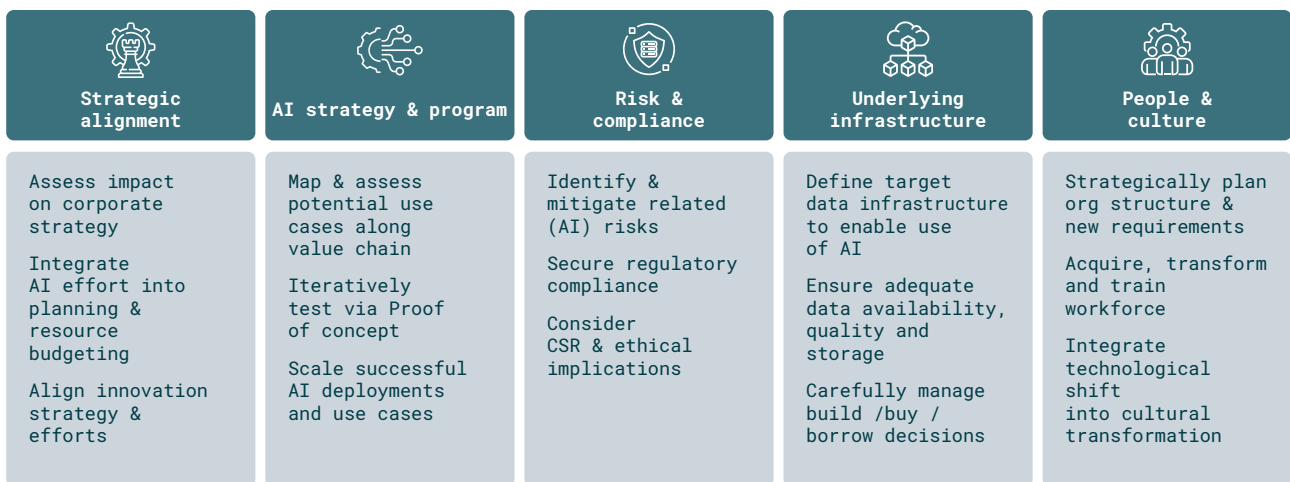 Strategic
alignment
Assess impact
on corporate
strategy
Integrate
AI effort into
planning &
resource
budgeting
Align innovation
strategy &
efforts
AI strategy & program
Map & assess
potential use
cases along
value chain
Iteratively
test via Proof
of concept
Scale successful
AI deployments
and use cases
Risk &
compliance
Identify &
mitigate related
(AI) risks
Secure regulatory
compliance
Consider
CSR & ethical
implications
Underlying
infrastructure
Define target
data infrastructure
to enable use
of AI
Ensure adequate
data availability,
quality and
storage
Carefully manage
build /buy /
borrow decisions
People &
culture
Strategically plan
org structure &
new requirements
Acquire, transform
and train
workforce
Integrate
technological
shift
into cultural
transformation